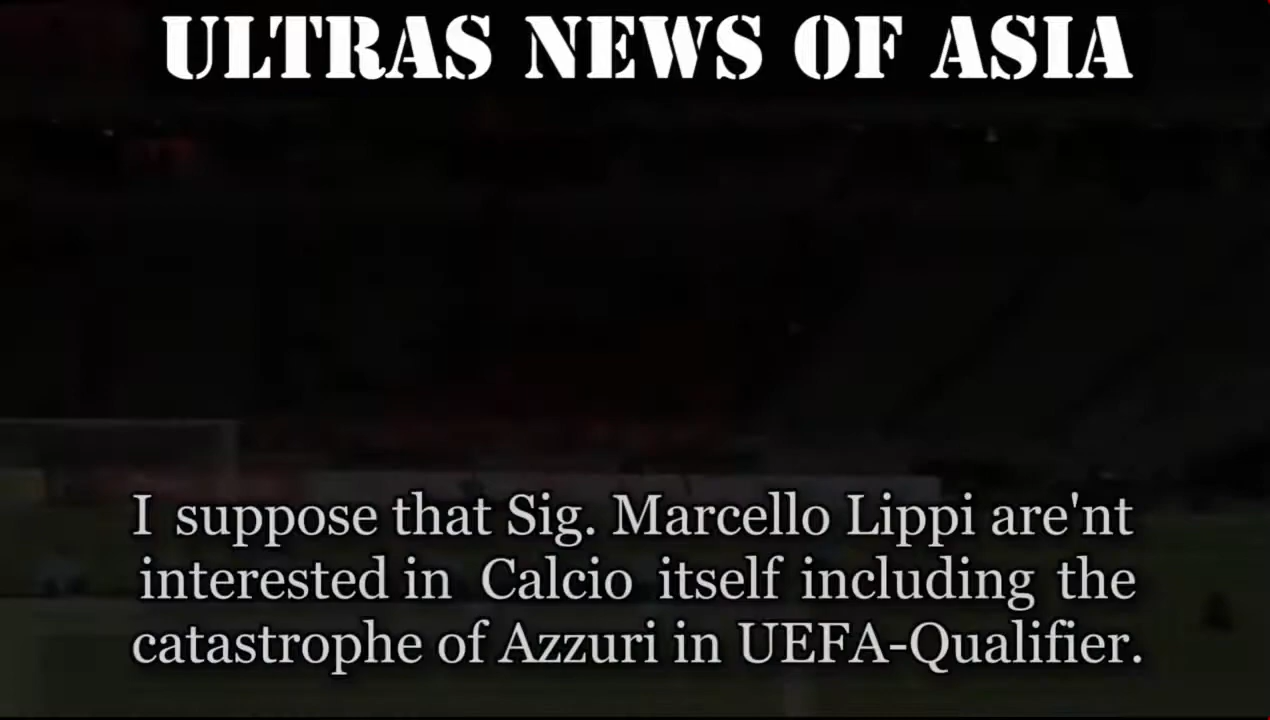 ULTRAS NEWS OF ASIA
I suppose that Sig. Marcello Lippi are'nt
interested in Calcio itself including the
catastrophe of Azzuri in UEFA-Qualifier.